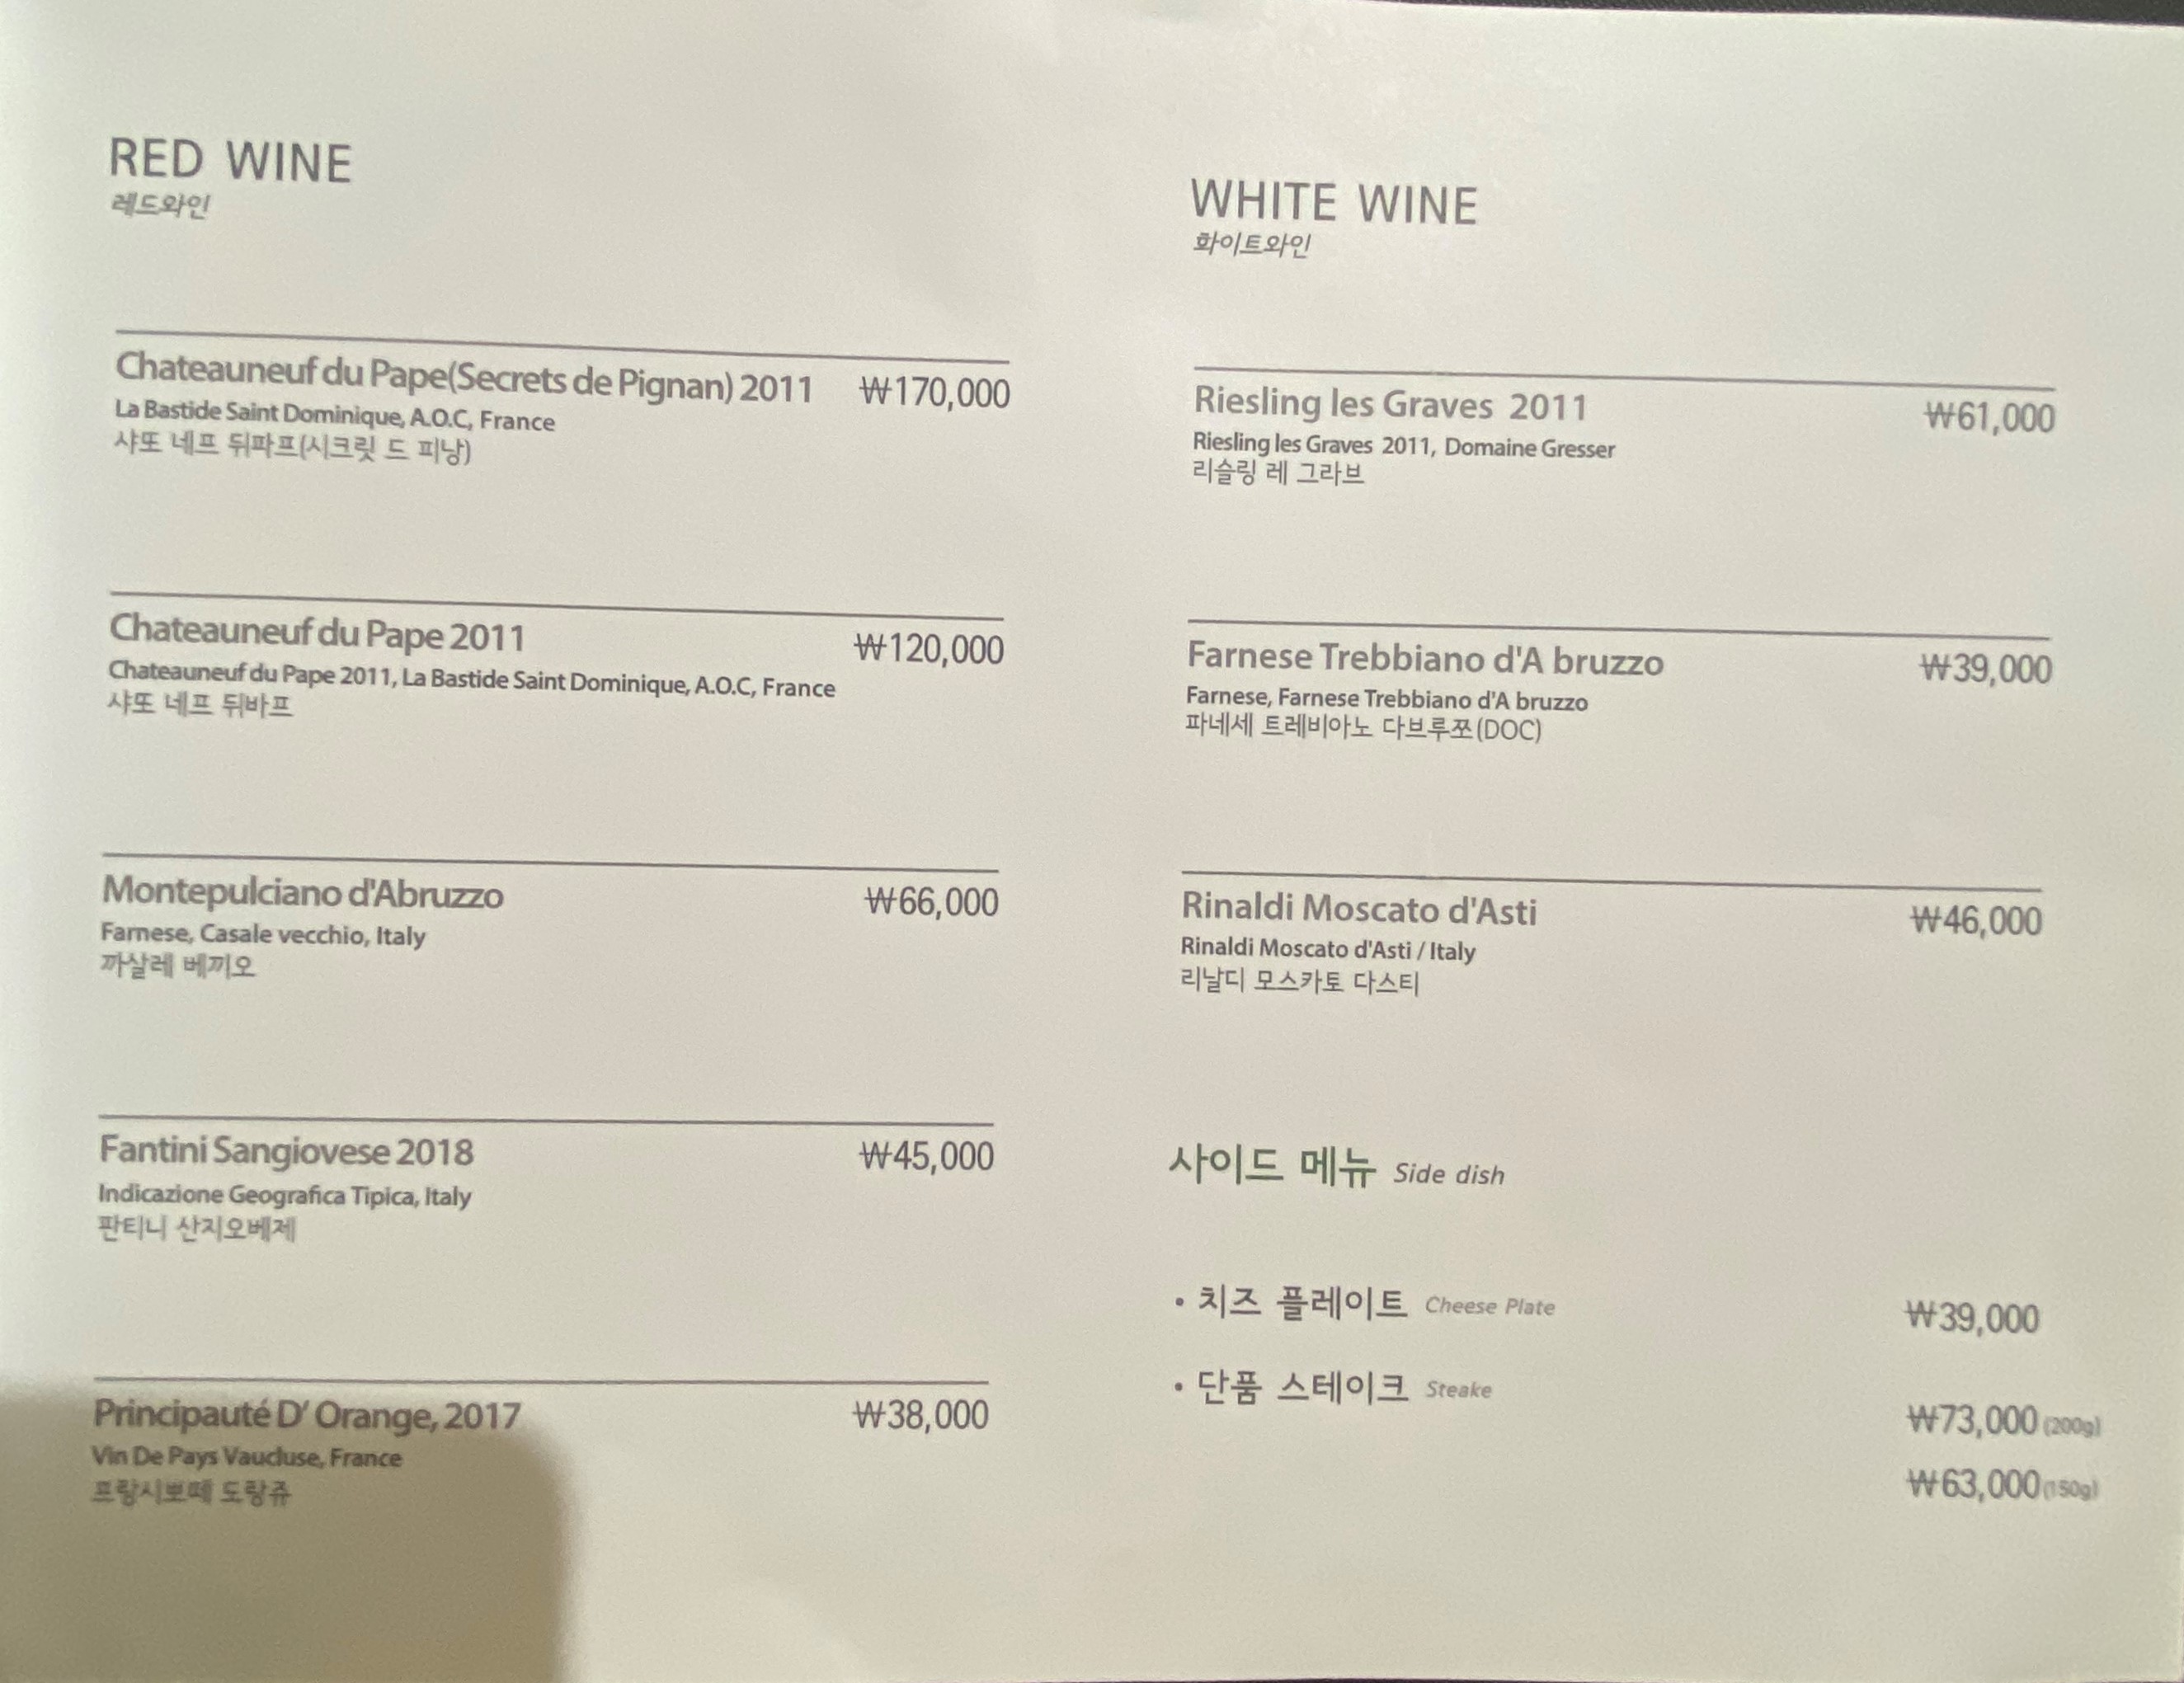 RED WINE
레드와인
Chateauneuf du Pape(Secrets de Pignan) 2011 ₩170,000
La Bastide Saint Dominique, A.O.C, France
샤또 네프 뒤파프(시크릿 드 피낭)
Chateauneuf du Pape 2011 ₩120,000
Chateauneuf du Pape 2011, La Bastide Saint Dominique, A.O.C, France
샤또 네프 뒤바프
Montepulciano d'Abruzzo ₩66,000
Farnese, Casale vecchio, Italy
까살레 베끼오
Fantini Sangiovese 2018 ₩45,000
Indicazione Geografica Tipica, Italy
판티니 산지오베제
Principauté D' Orange, 2017 ₩38,000
Vin De Pays Vaucluse, France
프랑시뽀떼 도랑쥬
WHITE WINE
화이트와인
Riesling les Graves 2011 ₩61,000
Riesling les Graves 2011, Domaine Gresser
리슬링 레 그라브
Farnese Trebbiano d'A bruzzo ₩39,000
Farnese, Farnese Trebbiano d'A bruzzo
파네세 트레비아노 다브루쪼(DOC)
Rinaldi Moscato d'Asti ₩46,000
Rinaldi Moscato d'Asti / Italy
리날디 모스카토 다스티
사이드 메뉴 Side dish
• 치즈 플레이트 Cheese Plate ₩39,000
• 단품 스테이크 Steake
₩73,000 (200g)
₩63,000 (150g)